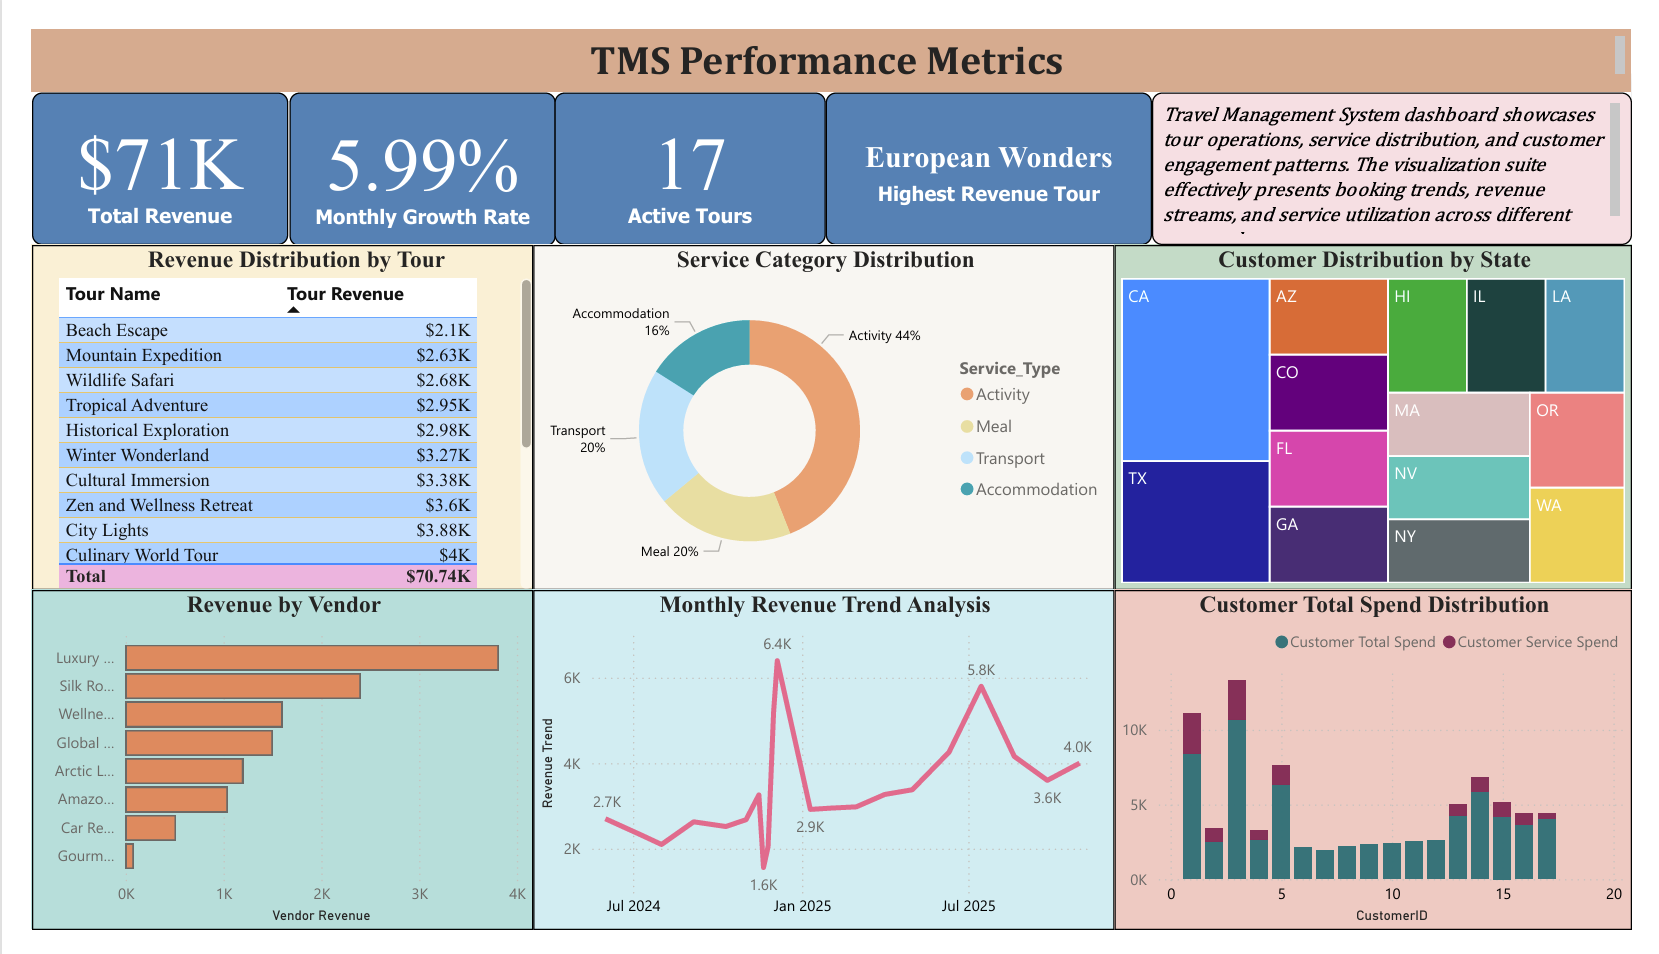 TMS Performance Metrics
$71K
Total Revenue
5.99%
Monthly Growth Rate
17
Active Tours
European Wonders
Highest Revenue Tour
Travel Management System dashboard showcases
tour operations, service distribution, and customer
engagement patterns. The visualization suite
effectively presents booking trends, revenue
streams, and service utilization across different
Revenue Distribution by Tour
Tour Name Tour Revenue
Beach Escape $2.1K
Mountain Expedition $2.63K
Wildlife Safari $2.68K
Tropical Adventure $2.95K
Historical Exploration $2.98K
Winter Wonderland $3.27K
Cultural Immersion $3.38K
Zen and Wellness Retreat $3.6K
City Lights $3.88K
Culinary World Tour $4K
Total $70.74K
Service Category Distribution
Accommodation
16%
Activity 44%
Transport
20%
Meal 20%
Service_Type
Activity
Meal
Transport
Accommodation
Customer Distribution by State
CA
TX
AZ
CO
FL
GA
HI
IL
LA
MA
NV
NY
OR
WA
Revenue by Vendor
Luxury ...
Silk Ro...
Wellne...
Global ...
Arctic L...
Amazo...
Car Re...
Gourm...
0K 1K 2K 3K 4K
Vendor Revenue
Monthly Revenue Trend Analysis
Revenue Trend
6K
4K
2K
2.7K
6.4K
1.6K
2.9K
5.8K
3.6K
4.0K
Jul 2024 Jan 2025 Jul 2025
Customer Total Spend Distribution
Customer Total Spend Customer Service Spend
10K
5K
0K
0 5 10 15 20
CustomerID